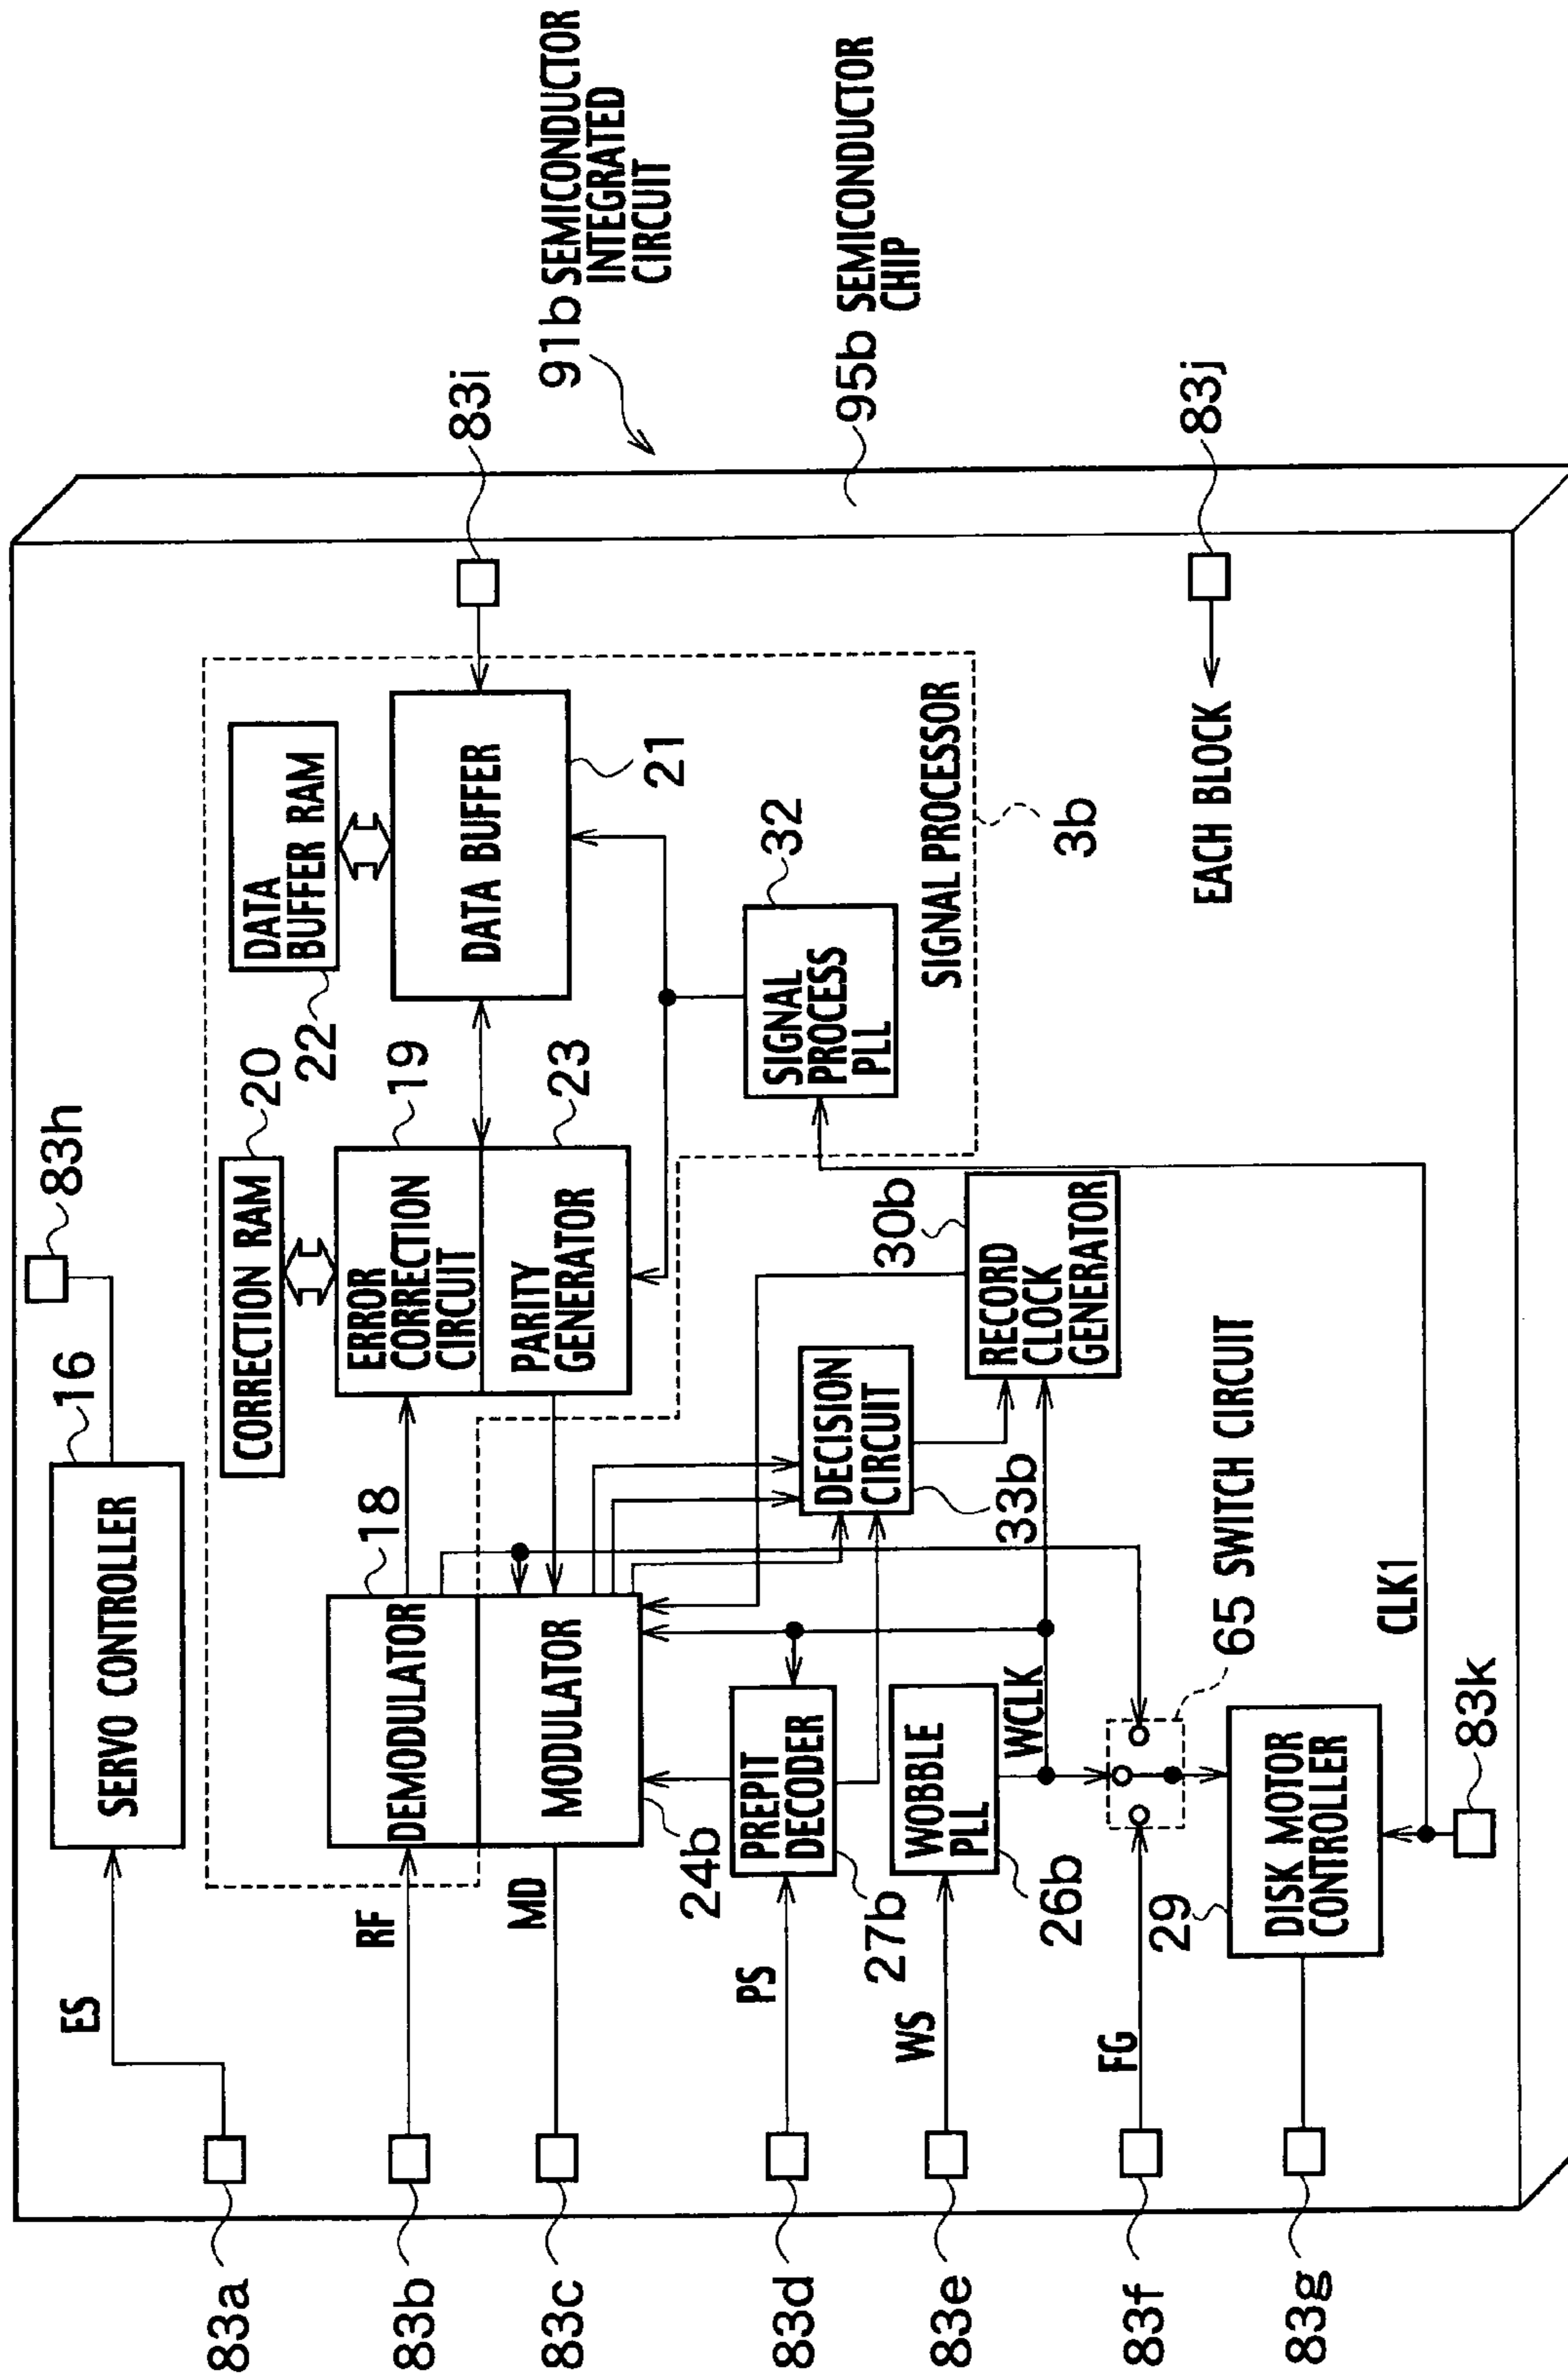 91b SEMICONDUCTOR
INTEGRATED
CIRCUIT
95b SEMICONDUCTOR
CHIP
83h
83i
83j
16
SERVO CONTROLLER
ES
83a
20
CORRECTION RAM
22
DATA
BUFFER RAM
18
DEMODULATOR
RF
83b
19
ERROR
CORRECTION
CIRCUIT
DATA BUFFER
21
MODULATOR
MD
83c
24b
23
PARITY
GENERATOR
32
SIGNAL
PROCESS
PLL
SIGNAL PROCESSOR
3b
PREPIT
DECODER
PS
83d
27b
DECISION
CIRCUIT
33b
30b
RECORD
CLOCK
GENERATOR
WOBBLE
PLL
WS
83e
26b
WCLK
FG
83f
65 SWITCH CIRCUIT
29
DISK MOTOR
CONTROLLER
83g
CLK1
83k
EACH BLOCK